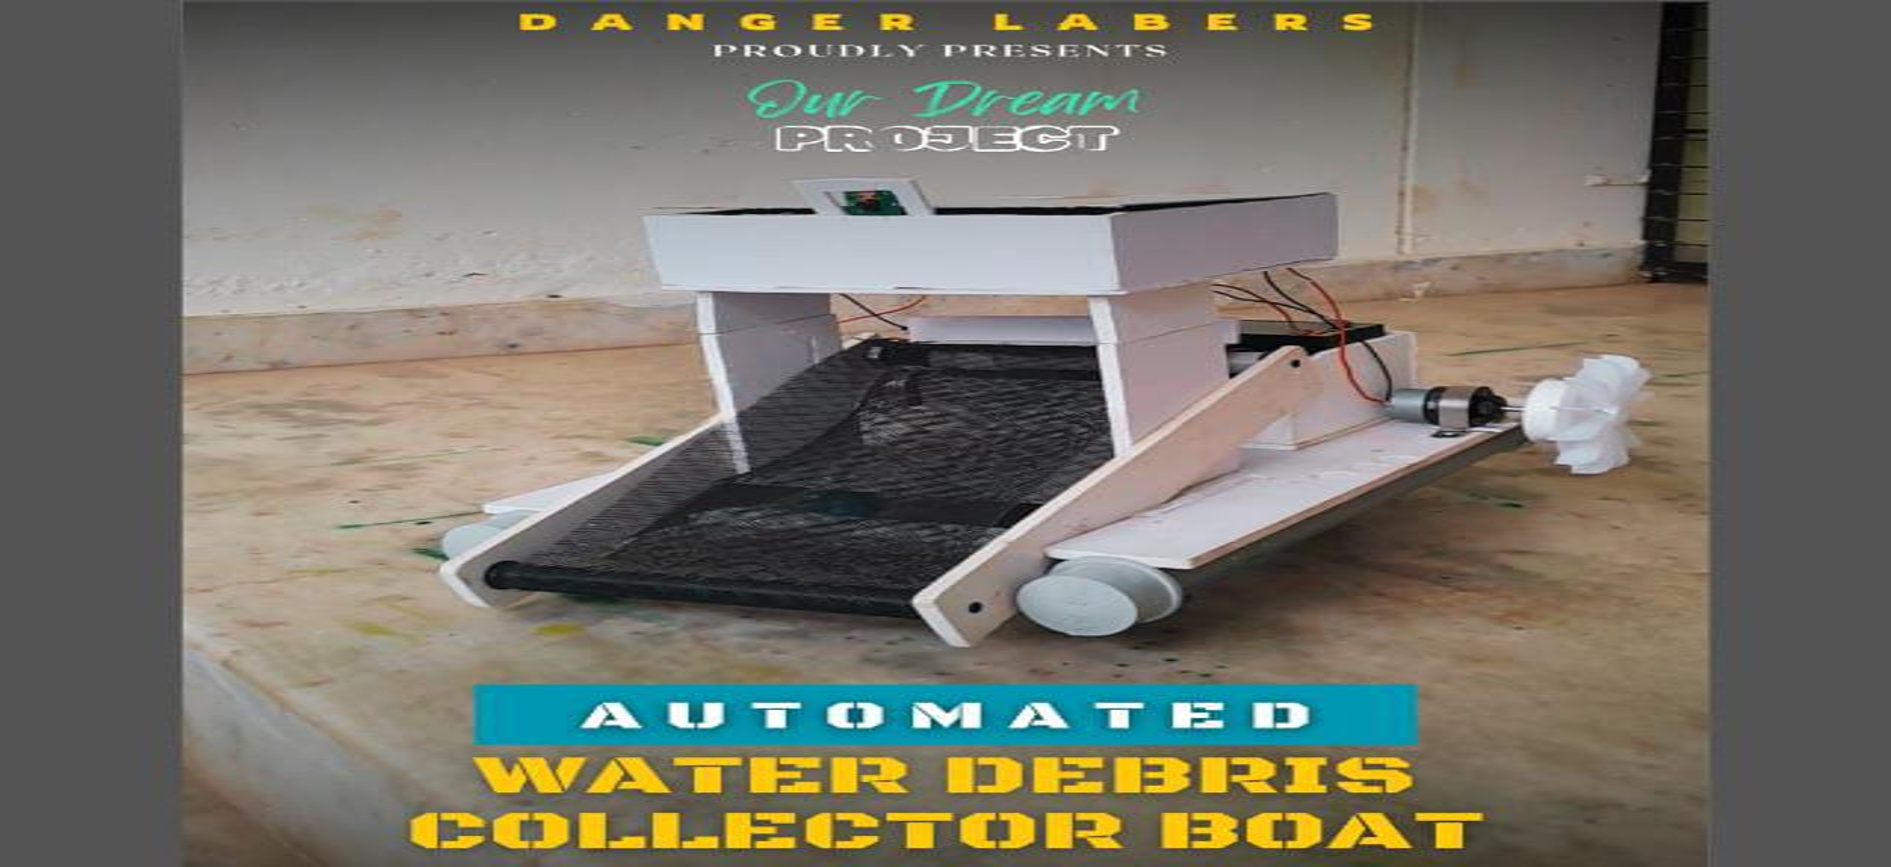 DANGER LABERS
PROUDLY PRESENTS
Our Dream
PROJECT
AUTOMATED
WATER DEBRIS
COLLECTOR BOAT